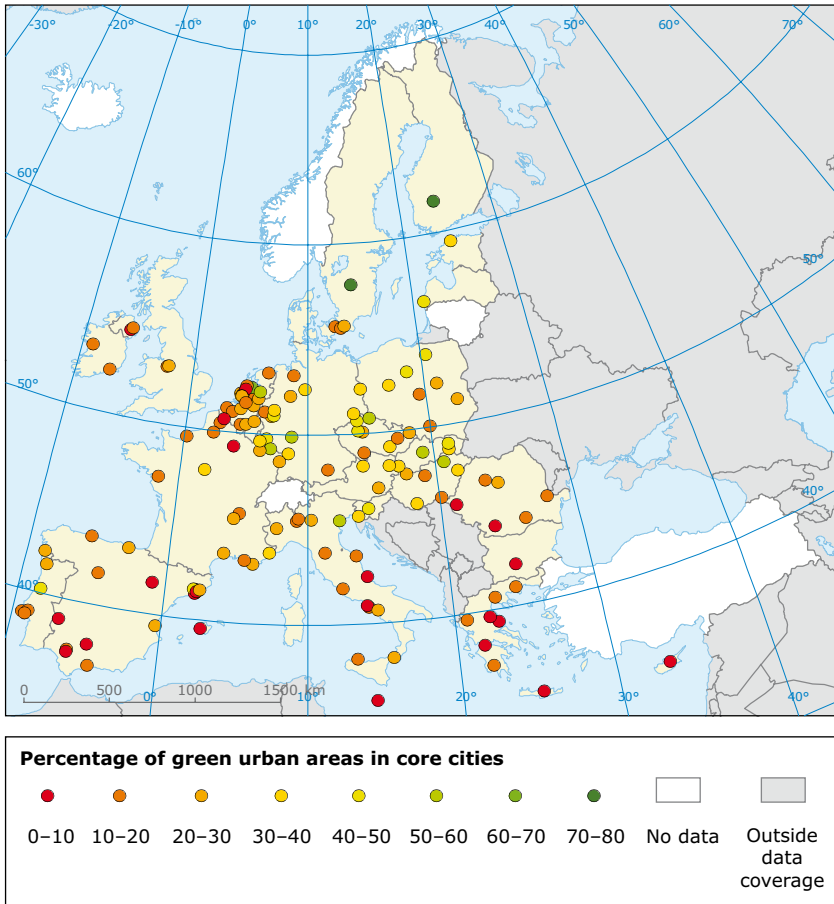 -30° -20° -10° 0° 10° 20° 30° 40° 50° 60° 70°
60°
50°
50°
40°
40°
0 500 1000 1500 km
0° 10° 20° 30° 40°
Percentage of green urban areas in core cities
0–10 10–20 20–30 30–40 40–50 50–60 60–70 70–80 No data Outside
data
coverage